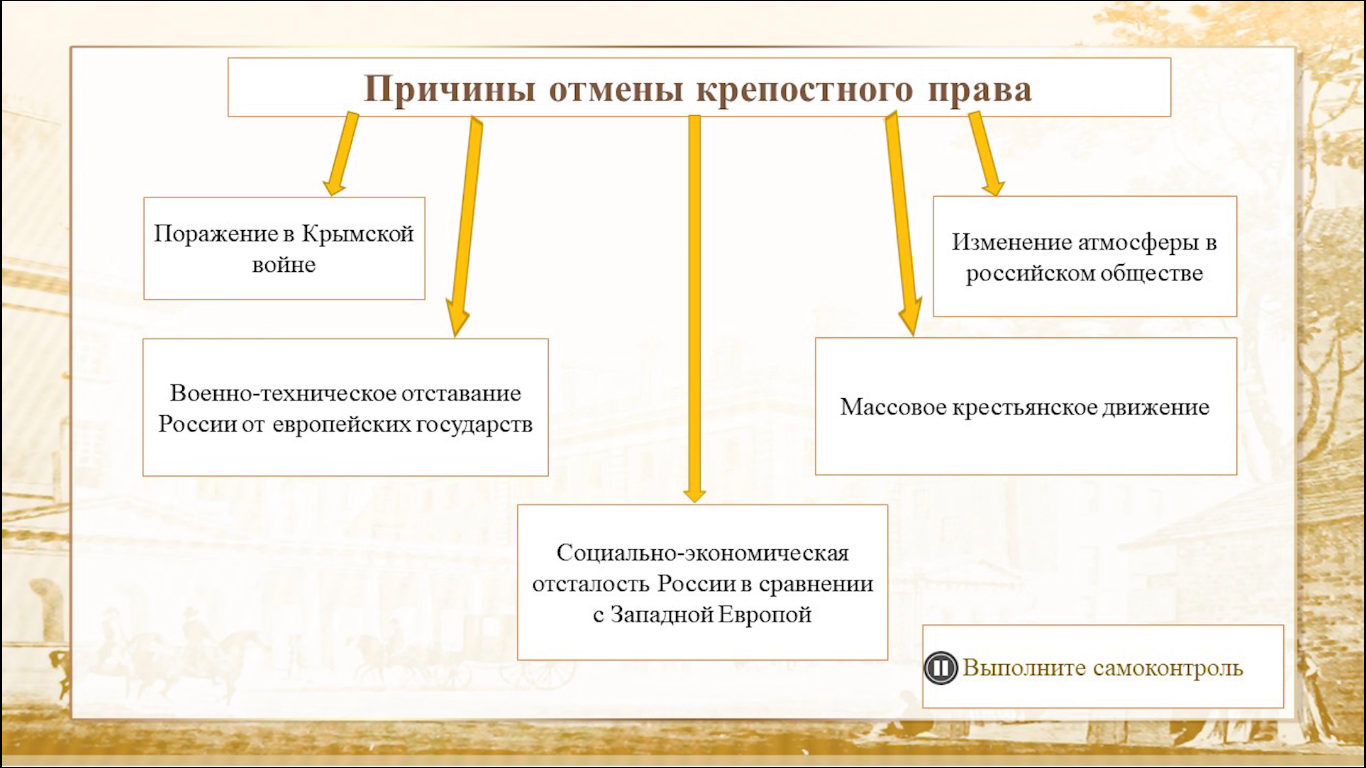 Причины отмены крепостного права
Поражение в Крымской
войне
Изменение атмосферы в
российском обществе
Военно-техническое отставание
России от европейских государств
Массовое крестьянское движение
Социально-экономическая
отсталость России в сравнении
с Западной Европой
Выполните самоконтроль